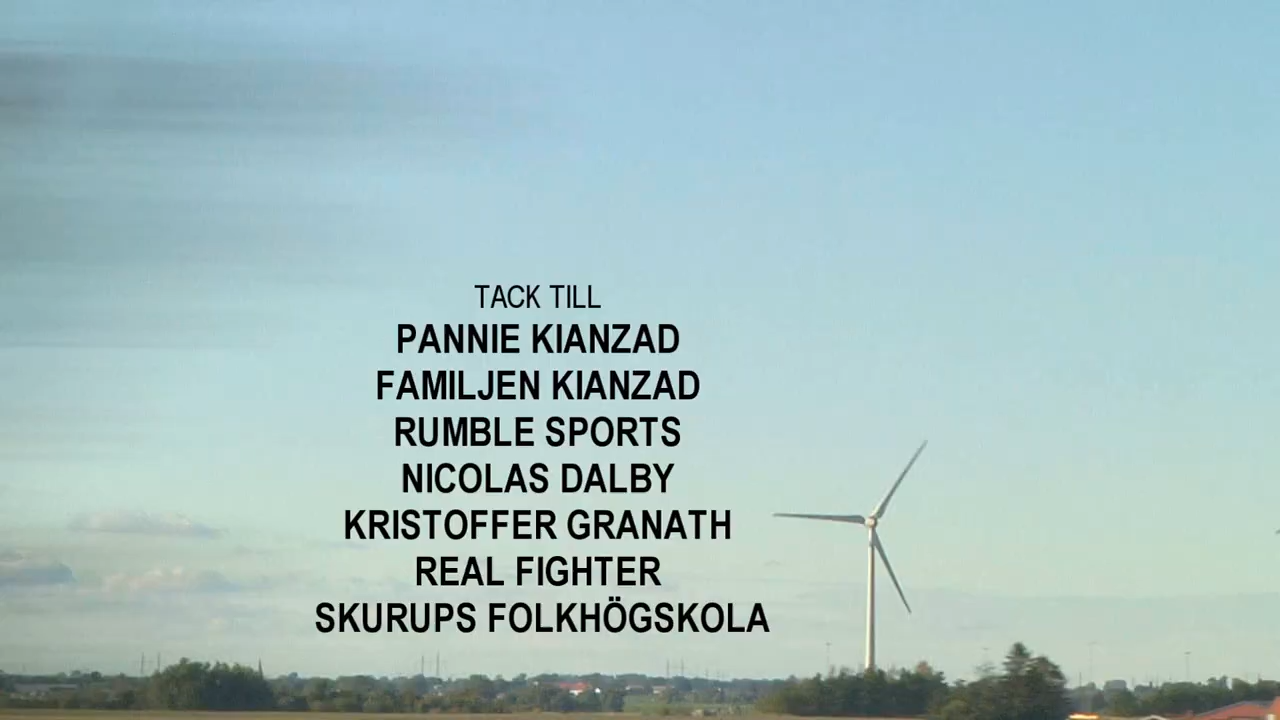 TACK TILL
PANNIE KIANZAD
FAMILJEN KIANZAD
RUMBLE SPORTS
NICOLAS DALBY
KRISTOFFER GRANATH
REAL FIGHTER
SKURUPS FOLKHÖGSKOLA